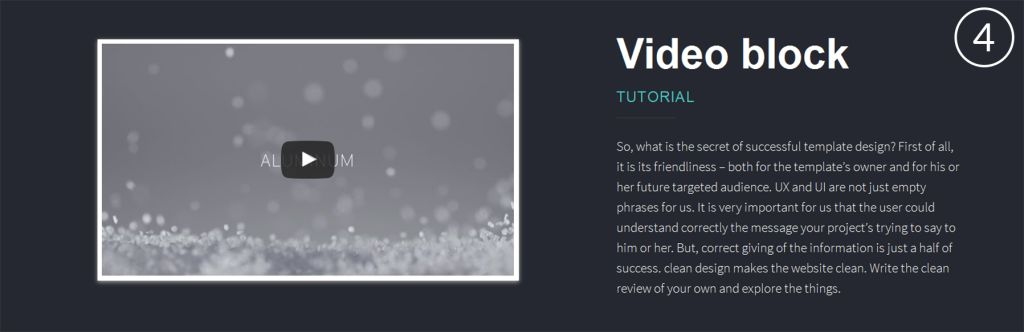 Video block
4
TUTORIAL
So, what is the secret of successful template design? First of all,
it is its friendliness – both for the template's owner and for his or
her future targeted audience. UX and UI are not just empty
phrases for us. It is very important for us that the user could
understand correctly the message your project's trying to say to
him or her. But, correct giving of the information is just a half of
success. clean design makes the website clean. Write the clean
review of your own and explore the things.